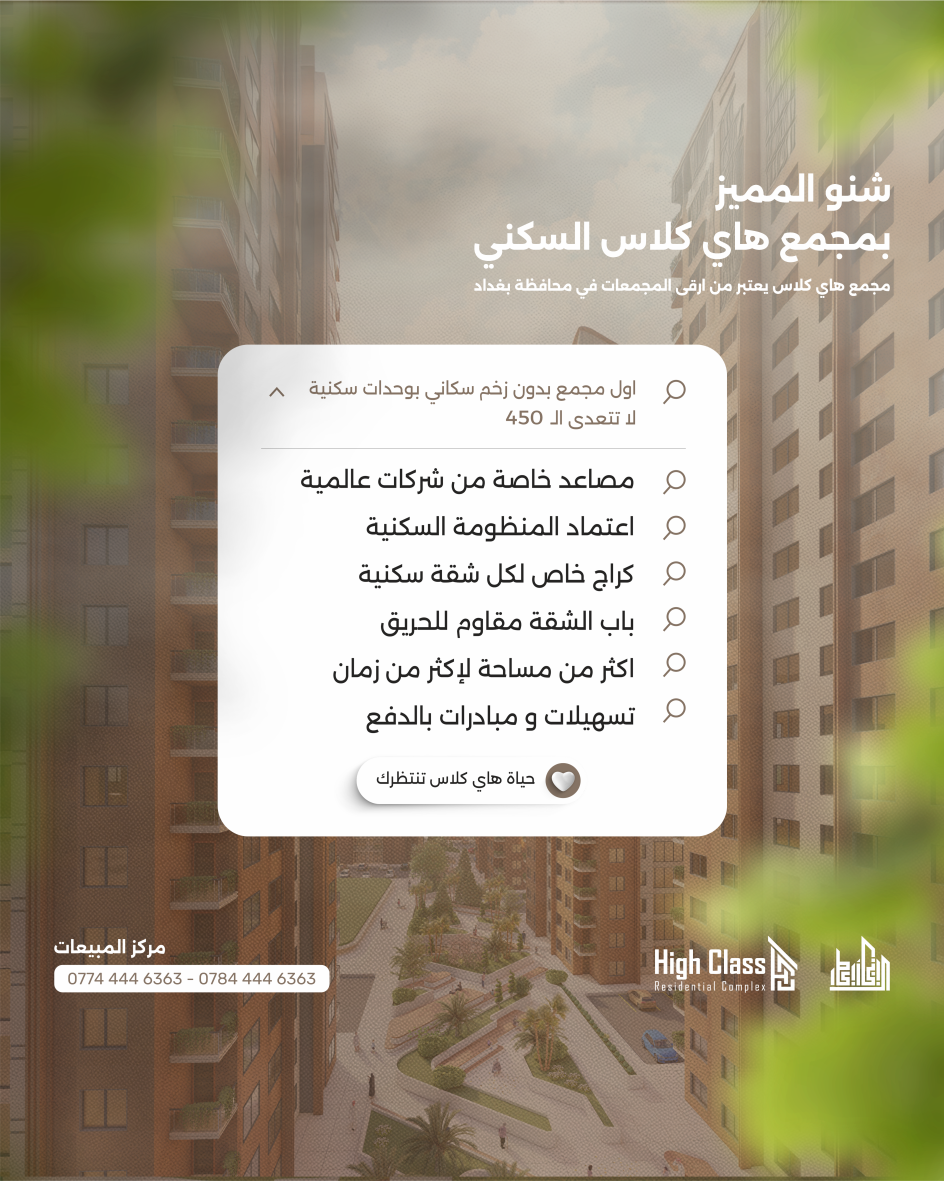 شنو المميز
بمجمع هاي كلاس السكني
مجمع هاي كلاس يعتبر من ارقى المجمعات في محافظة بغداد
اول مجمع بدون زخم سكاني بوحدات سكنية
لا تتعدى الـ 450
مصاعد خاصة من شركات عالمية
اعتماد المنظومة السكنية
كراج خاص لكل شقة سكنية
باب الشقة مقاوم للحريق
اكثر من مساحة لإكثر من زمان
تسهيلات و مبادرات بالدفع
حياة هاي كلاس تنتظرك
مركز المبيعات
0774 444 6363 - 0784 444 6363
High Class
Residential Complex